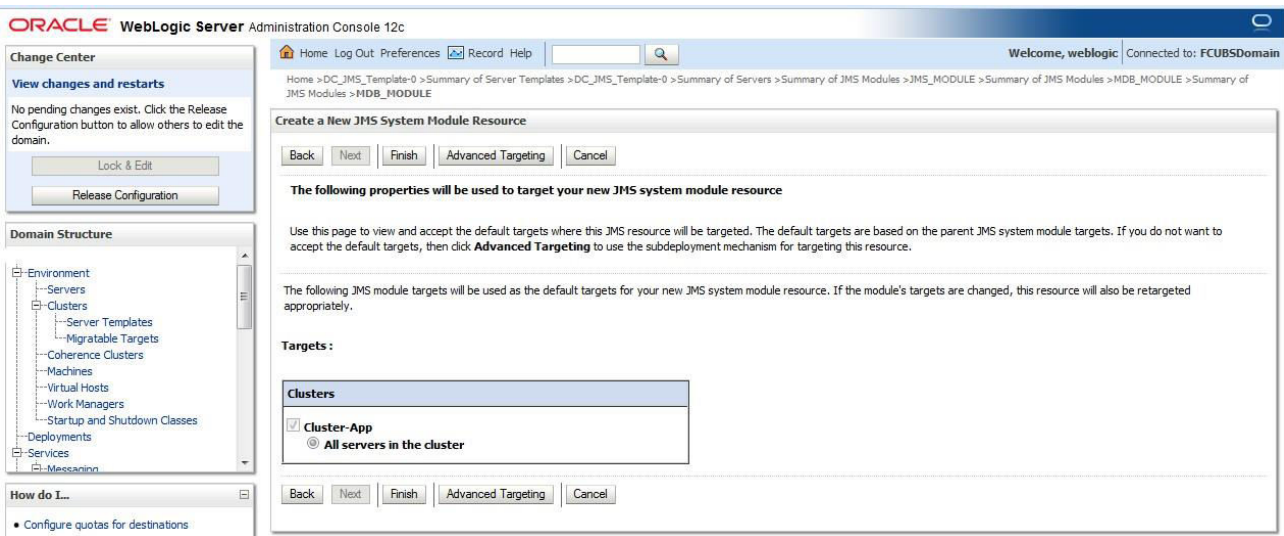 ORACLE WebLogic Server Administration Console 12c
Change Center
View changes and restarts
No pending changes exist. Click the Release
Configuration button to allow others to edit the
domain.
Lock & Edit
Release Configuration
Domain Structure
Environment
Servers
Clusters
Server Templates
Migratable Targets
Coherence Clusters
Machines
Virtual Hosts
Work Managers
Startup and Shutdown Classes
Deployments
Services
Messaging
How do I...
Configure quotas for destinations
Home Log Out Preferences Record Help
Welcome, weblogic Connected to: FCUBSDomain
Home >DC_JMS_Template-0 >Summary of Server Templates >DC_JMS_Template-0 >Summary of Servers >Summary of JMS Modules >JMS_MODULE >Summary of JMS Modules >MDB_MODULE >Summary of
JMS Modules >MDB_MODULE
Create a New JMS System Module Resource
Back Next Finish Advanced Targeting Cancel
The following properties will be used to target your new JMS system module resource
Use this page to view and accept the default targets where this JMS resource will be targeted. The default targets are based on the parent JMS system module targets. If you do not want to
accept the default targets, then click Advanced Targeting to use the subdeployment mechanism for targeting this resource.
The following JMS module targets will be used as the default targets for your new JMS system module resource. If the module's targets are changed, this resource will also be retargeted
appropriately.
Targets :
Clusters
Cluster-App
All servers in the cluster
Back Next Finish Advanced Targeting Cancel